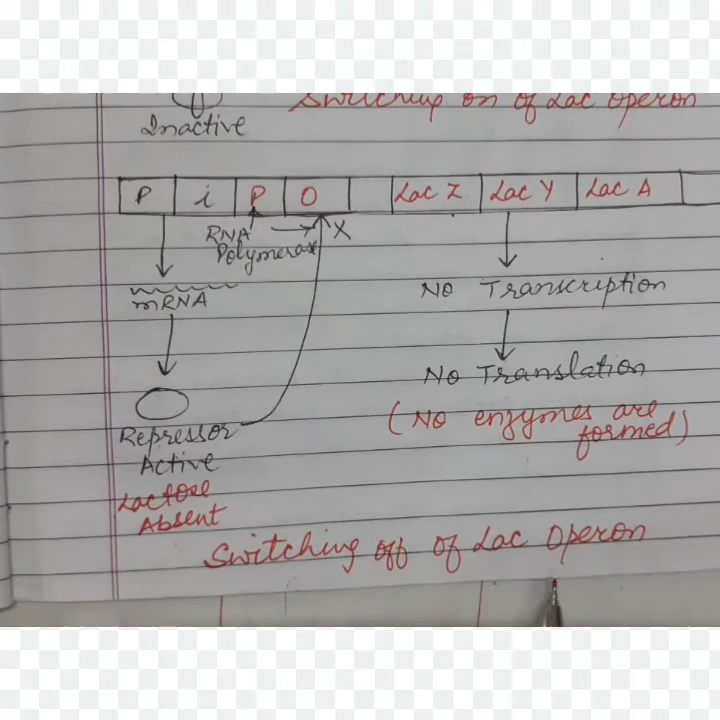 Switching on of Lac Operon
Inactive
P i P O Lac Z Lac Y Lac A
RNA Polymerase X
mRNA
No Transcription
No Translation
(No enzymes are formed)
Repressor
Active
Lactose
Absent
Switching off of Lac Operon